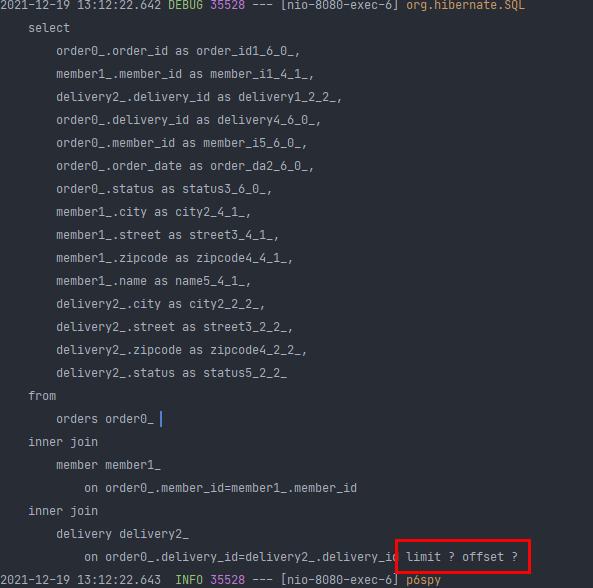 2021-12-19 13:12:22.642 DEBUG 35528 --- [nio-8080-exec-6] org.hibernate.SQL
select
order0_.order_id as order_id1_6_0_,
member1_.member_id as member_i1_4_1_,
delivery2_.delivery_id as delivery1_2_2_,
order0_.delivery_id as delivery4_6_0_,
order0_.member_id as member_i5_6_0_,
order0_.order_date as order_da2_6_0_,
order0_.status as status3_6_0_,
member1_.city as city2_4_1_,
member1_.street as street3_4_1_,
member1_.zipcode as zipcode4_4_1_,
member1_.name as name5_4_1_,
delivery2_.city as city2_2_2_,
delivery2_.street as street3_2_2_,
delivery2_.zipcode as zipcode4_2_2_,
delivery2_.status as status5_2_2_
from
orders order0_
inner join
member member1_
on order0_.member_id=member1_.member_id
inner join
delivery delivery2_
on order0_.delivery_id=delivery2_.delivery_id limit ? offset ?
2021-12-19 13:12:22.643  INFO 35528 --- [nio-8080-exec-6] p6spy